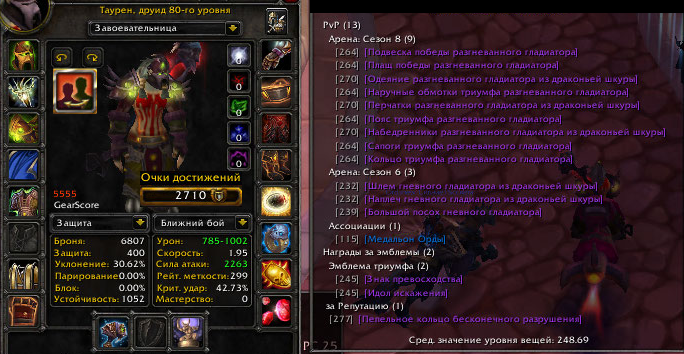 Таурен, друид 80-го уровня
Завоевательница
Очки достижений
2710
5555
GearScore
Защита
Ближний бой
Броня: 6807
Защита: 400
Уклонение: 30.62%
Парирование: 0.00%
Блок: 0.00%
Устойчивость: 1052
Урон: 785-1002
Скорость: 1.95
Сила атаки: 2263
Рейт. меткости: 299
Крит. удар: 42.73%
Мастерство: 0
PvP (13)
Арена: Сезон 8 (9)
[264] [Подвеска победы разгневанного гладиатора]
[264] [Плащ победы разгневанного гладиатора]
[270] [Одеяние разгневанного гладиатора из драконьей шкуры]
[264] [Наручные обмотки триумфа разгневанного гладиатора]
[270] [Перчатки разгневанного гладиатора из драконьей шкуры]
[264] [Пояс триумфа разгневанного гладиатора]
[270] [Набедренники разгневанного гладиатора из драконьей шкуры]
[264] [Сапоги триумфа разгневанного гладиатора]
[264] [Кольцо триумфа разгневанного гладиатора]
Арена: Сезон 6 (3)
[232] [Шлем гневного гладиатора из драконьей шкуры]
[232] [Наплеч гневного гладиатора из драконьей шкуры]
[239] [Большой посох гневного гладиатора]
Ассоциации (1)
[115] [Медальон Орды]
Награды за эмблемы (2)
Эмблема триумфа (2)
[245] [Знак превосходства]
[245] [Идол искажения]
за Репутацию (1)
[277] [Пепельное кольцо бесконечного разрушения]
Сред. значение уровня вещей: 248.69